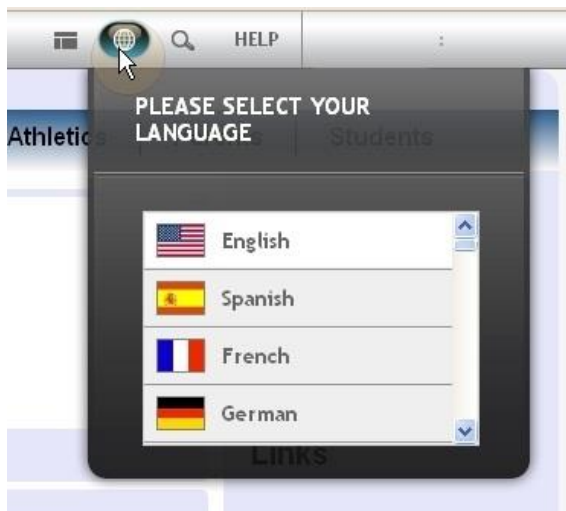 HELP
:
PLEASE SELECT YOUR
LANGUAGE
Athletics
Students
English
Spanish
French
German
Links